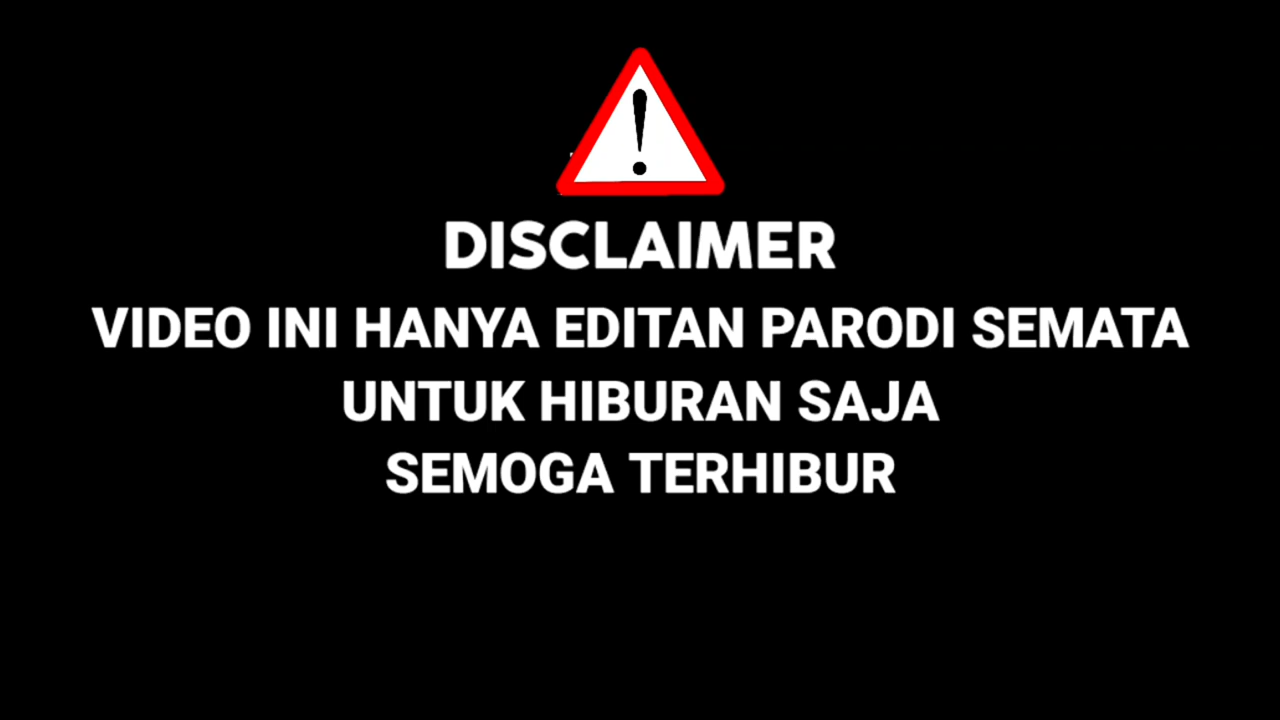 DISCLAIMER
VIDEO INI HANYA EDITAN PARODI SEMATA
UNTUK HIBURAN SAJA
SEMOGA TERHIBUR